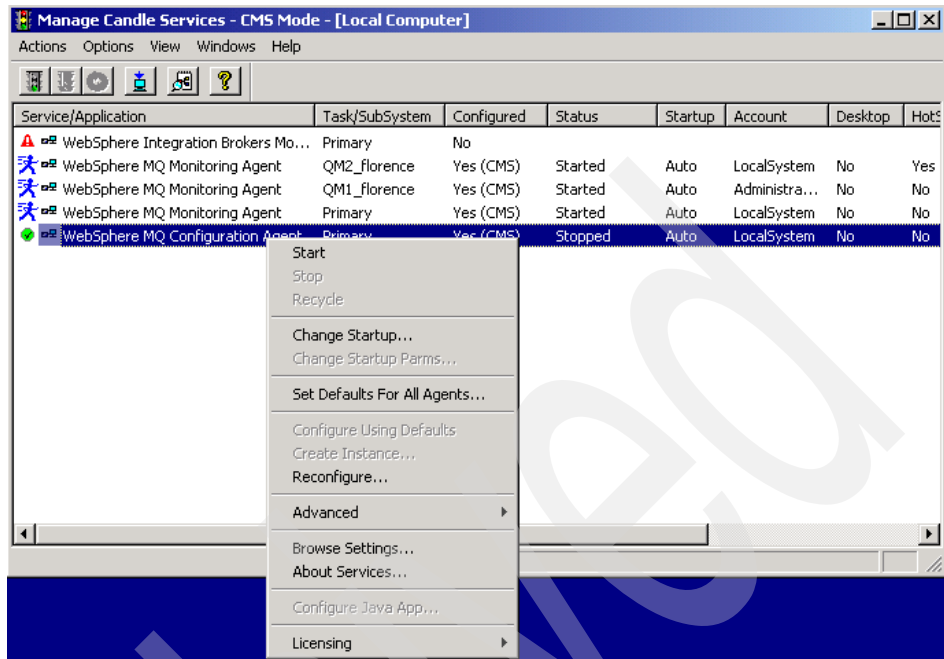 Manage Candle Services - CMS Mode - [Local Computer]
Actions Options View Windows Help
Service/Application Task/SubSystem Configured Status Startup Account Desktop HotS
WebSphere Integration Brokers Mo... Primary No
WebSphere MQ Monitoring Agent QM2_florence Yes (CMS) Started Auto LocalSystem No Yes
WebSphere MQ Monitoring Agent QM1_florence Yes (CMS) Started Auto Administra... No No
WebSphere MQ Monitoring Agent Primary Yes (CMS) Started Auto LocalSystem No No
WebSphere MQ Configuration Agent Primary Yes (CMS) Stopped Auto LocalSystem No No
Start
Stop
Recycle
Change Startup...
Change Startup Parms...
Set Defaults For All Agents...
Configure Using Defaults
Create Instance...
Reconfigure...
Advanced
Browse Settings...
About Services...
Configure Java App...
Licensing